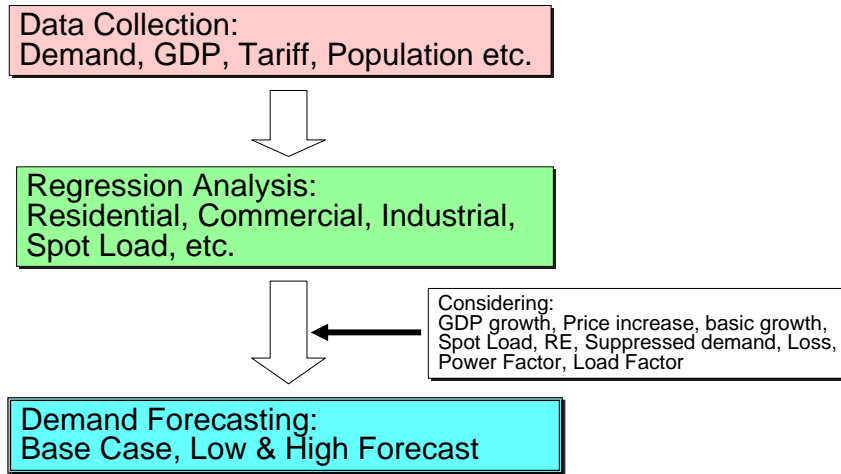 Data Collection:
Demand, GDP, Tariff, Population etc.
Regression Analysis:
Residential, Commercial, Industrial,
Spot Load, etc.
Considering:
GDP growth, Price increase, basic growth,
Spot Load, RE, Suppressed demand, Loss,
Power Factor, Load Factor
Demand Forecasting:
Base Case, Low & High Forecast